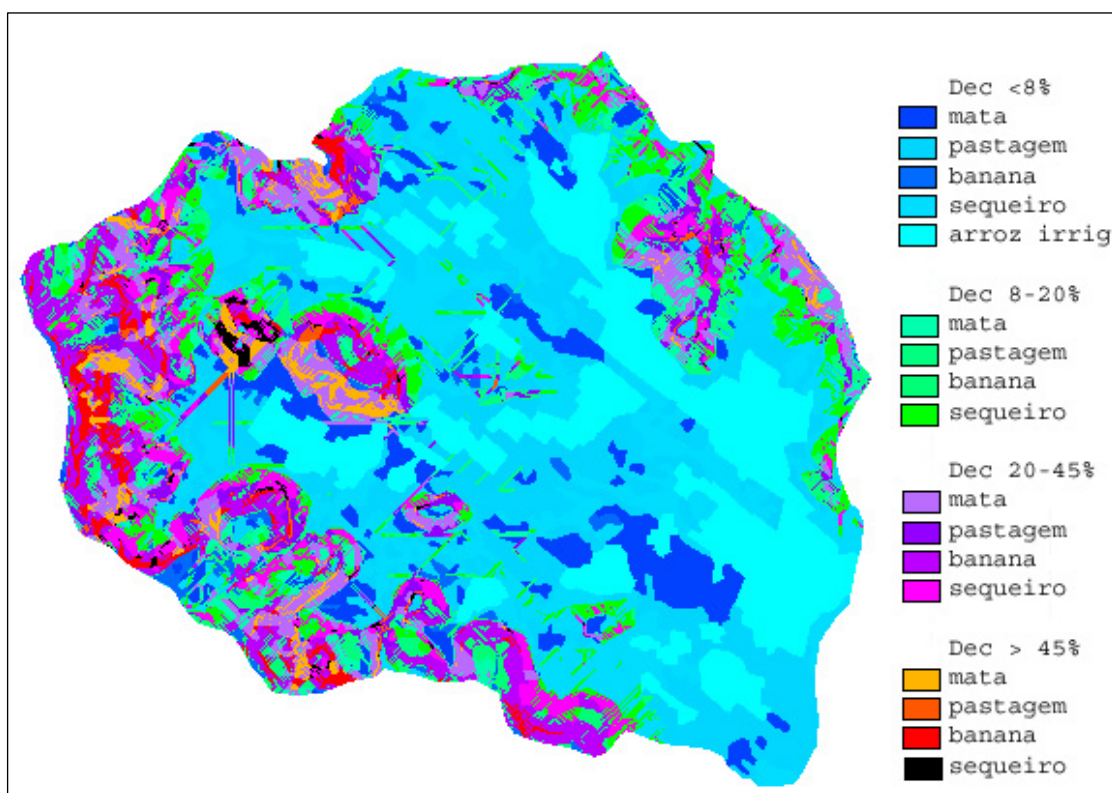 Dec <8%
mata
pastagem
banana
sequeiro
arroz irrig
Dec 8-20%
mata
pastagem
banana
sequeiro
Dec 20-45%
mata
pastagem
banana
sequeiro
Dec > 45%
mata
pastagem
banana
sequeiro